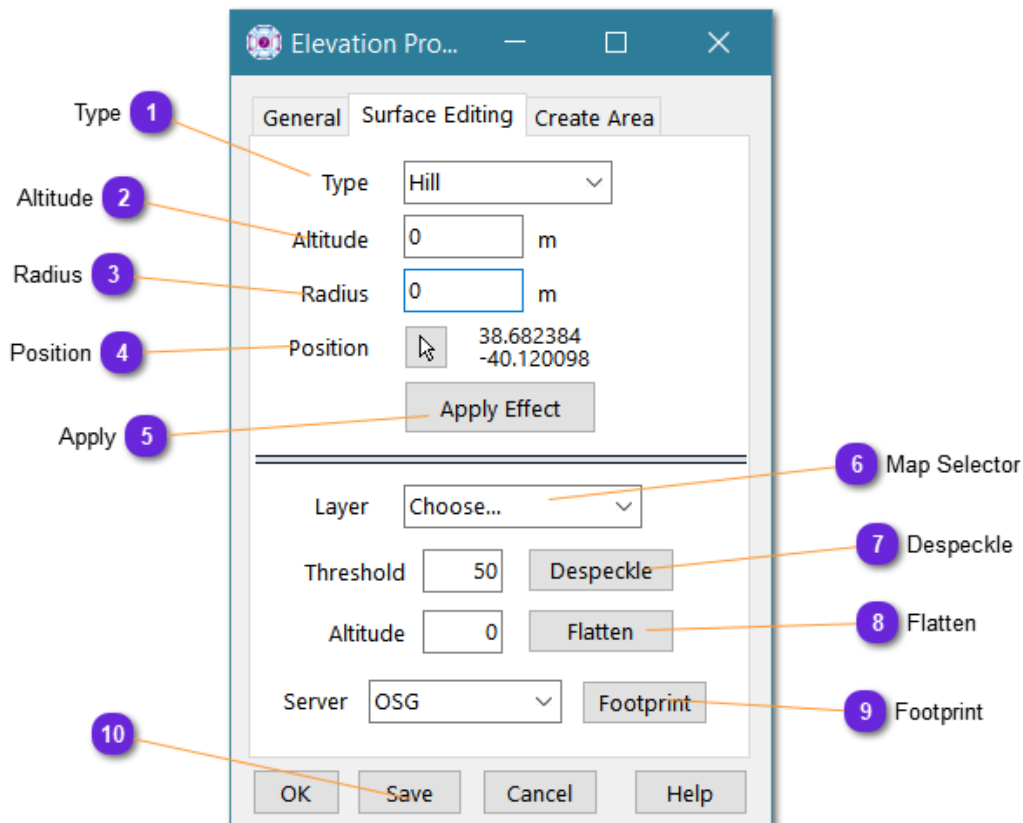 Elevation Pro...
General Surface Editing Create Area
Type 1
Type Hill
Altitude 2
Altitude 0 m
Radius 3
Radius 0 m
Position 4
Position 38.682384
-40.120098
Apply 5
Apply Effect
6 Map Selector
Layer Choose...
7 Despeckle
Threshold 50 Despeckle
8 Flatten
Altitude 0 Flatten
9 Footprint
Server OSG Footprint
10
OK Save Cancel Help